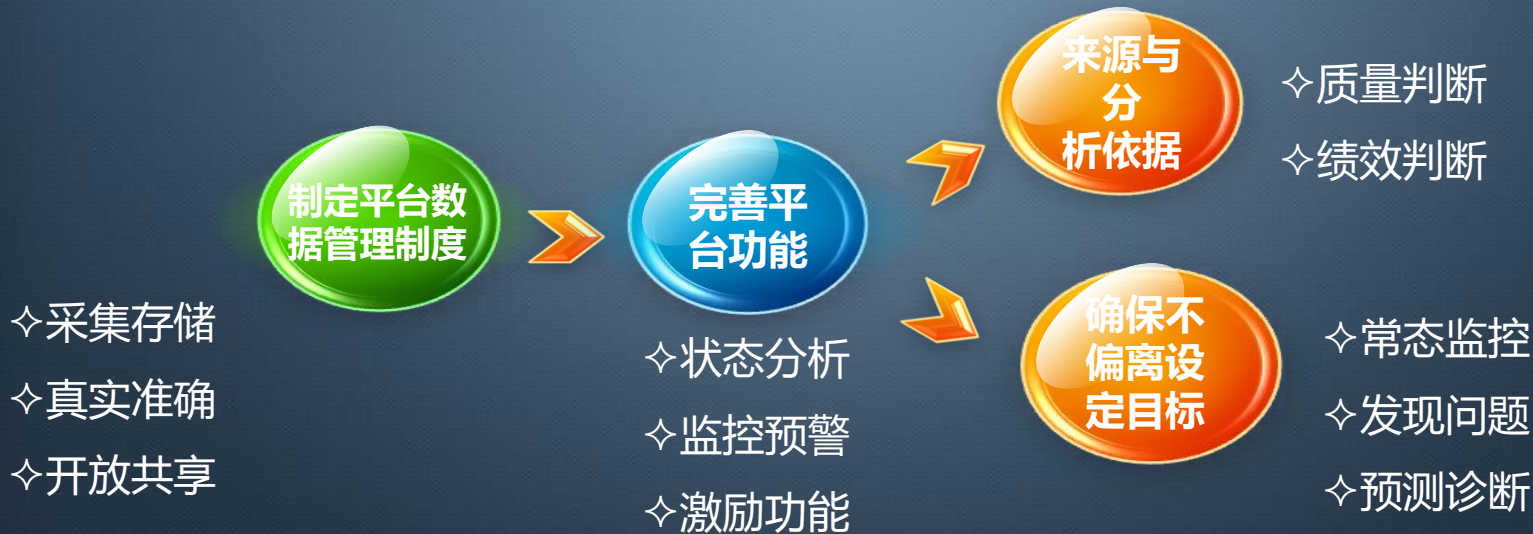 制定平台数
据管理制度
✧采集存储
✧真实准确
✧开放共享
完善平
台功能
✧状态分析
✧监控预警
✧激励功能
来源与
分
析依据
✧质量判断
✧绩效判断
确保不
偏离设
定目标
✧常态监控
✧发现问题
✧预测诊断